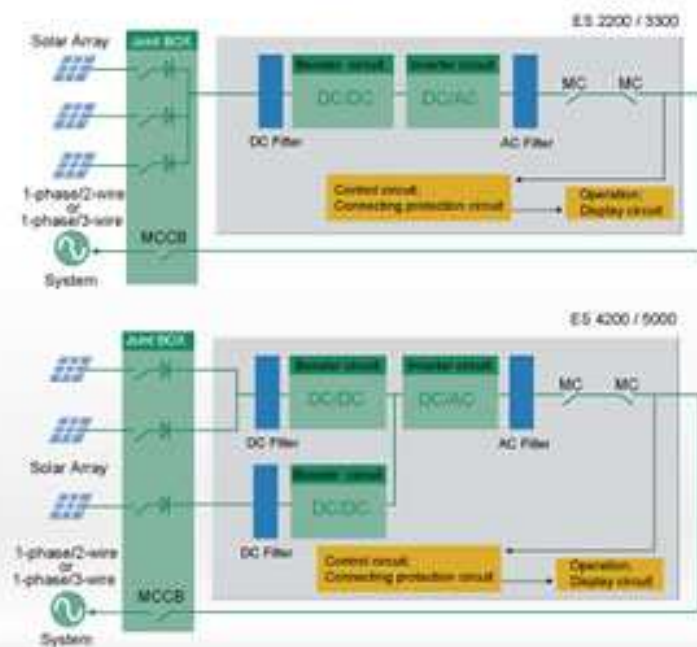 ES 2200 / 3300
Solar Array
Joint BOX
Booster circuit
Inverter circuit
DC/DC
DC/AC
MC
MC
DC Filter
AC Filter
1-phase/2-wire
or
1-phase/3-wire
Control circuit,
Connecting protection circuit
Operation,
Display circuit
MCCB
System
ES 4200 / 5000
Joint BOX
Booster circuit
Inverter circuit
DC/DC
DC/AC
MC
MC
DC Filter
AC Filter
Solar Array
Booster circuit
DC/DC
DC Filter
1-phase/2-wire
or
1-phase/3-wire
Control circuit,
Connecting protection circuit
Operation,
Display circuit
MCCB
System